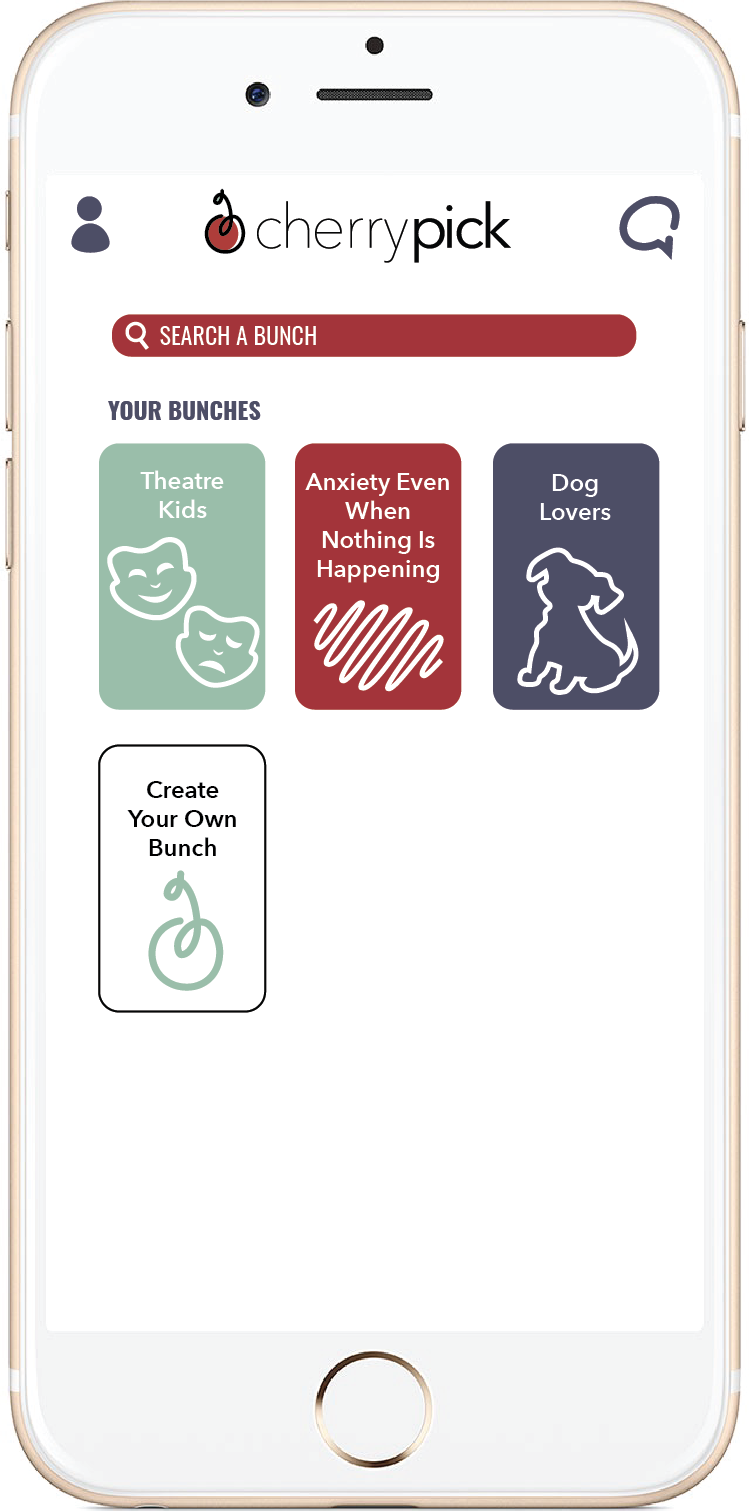 cherrypick
SEARCH A BUNCH
YOUR BUNCHES
Theatre
Kids
Anxiety Even
When
Nothing Is
Happening
Dog
Lovers
Create
Your Own
Bunch